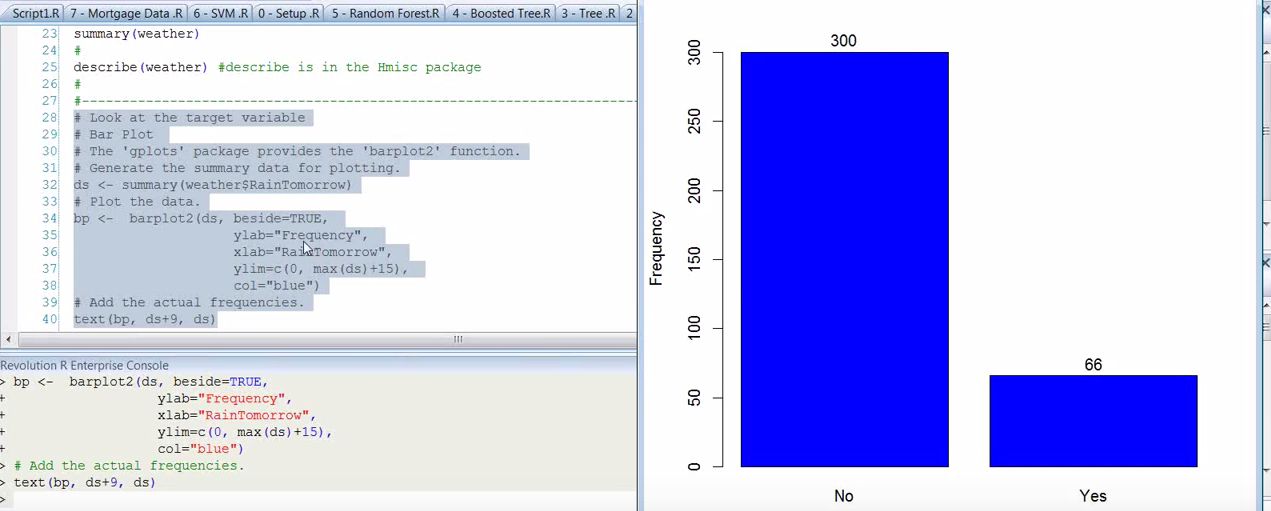 Script1.R 7 - Mortgage Data .R 6 - SVM .R 0 - Setup .R 5 - Random Forest.R 4 - Boosted Tree.R 3 - Tree .R 2
23 summary(weather)
24 #
25 describe(weather) #describe is in the Hmisc package
26 #
27 #----------------------------------------------------------------------
28 # Look at the target variable
29 # Bar Plot
30 # The 'gplots' package provides the 'barplot2' function.
31 # Generate the summary data for plotting.
32 ds <- summary(weather$RainTomorrow)
33 # Plot the data.
34 bp <-  barplot2(ds, beside=TRUE,
35                     ylab="Frequency",
36                     xlab="RainTomorrow",
37                     ylim=c(0, max(ds)+15),
38                     col="blue")
39 # Add the actual frequencies.
40 text(bp, ds+9, ds)
Revolution R Enterprise Console
> bp <-  barplot2(ds, beside=TRUE,
+                   ylab="Frequency",
+                   xlab="RainTomorrow",
+                   ylim=c(0, max(ds)+15),
+                   col="blue")
> # Add the actual frequencies.
> text(bp, ds+9, ds)
>
Frequency
300
250
200
150
100
50
0
300
66
No Yes